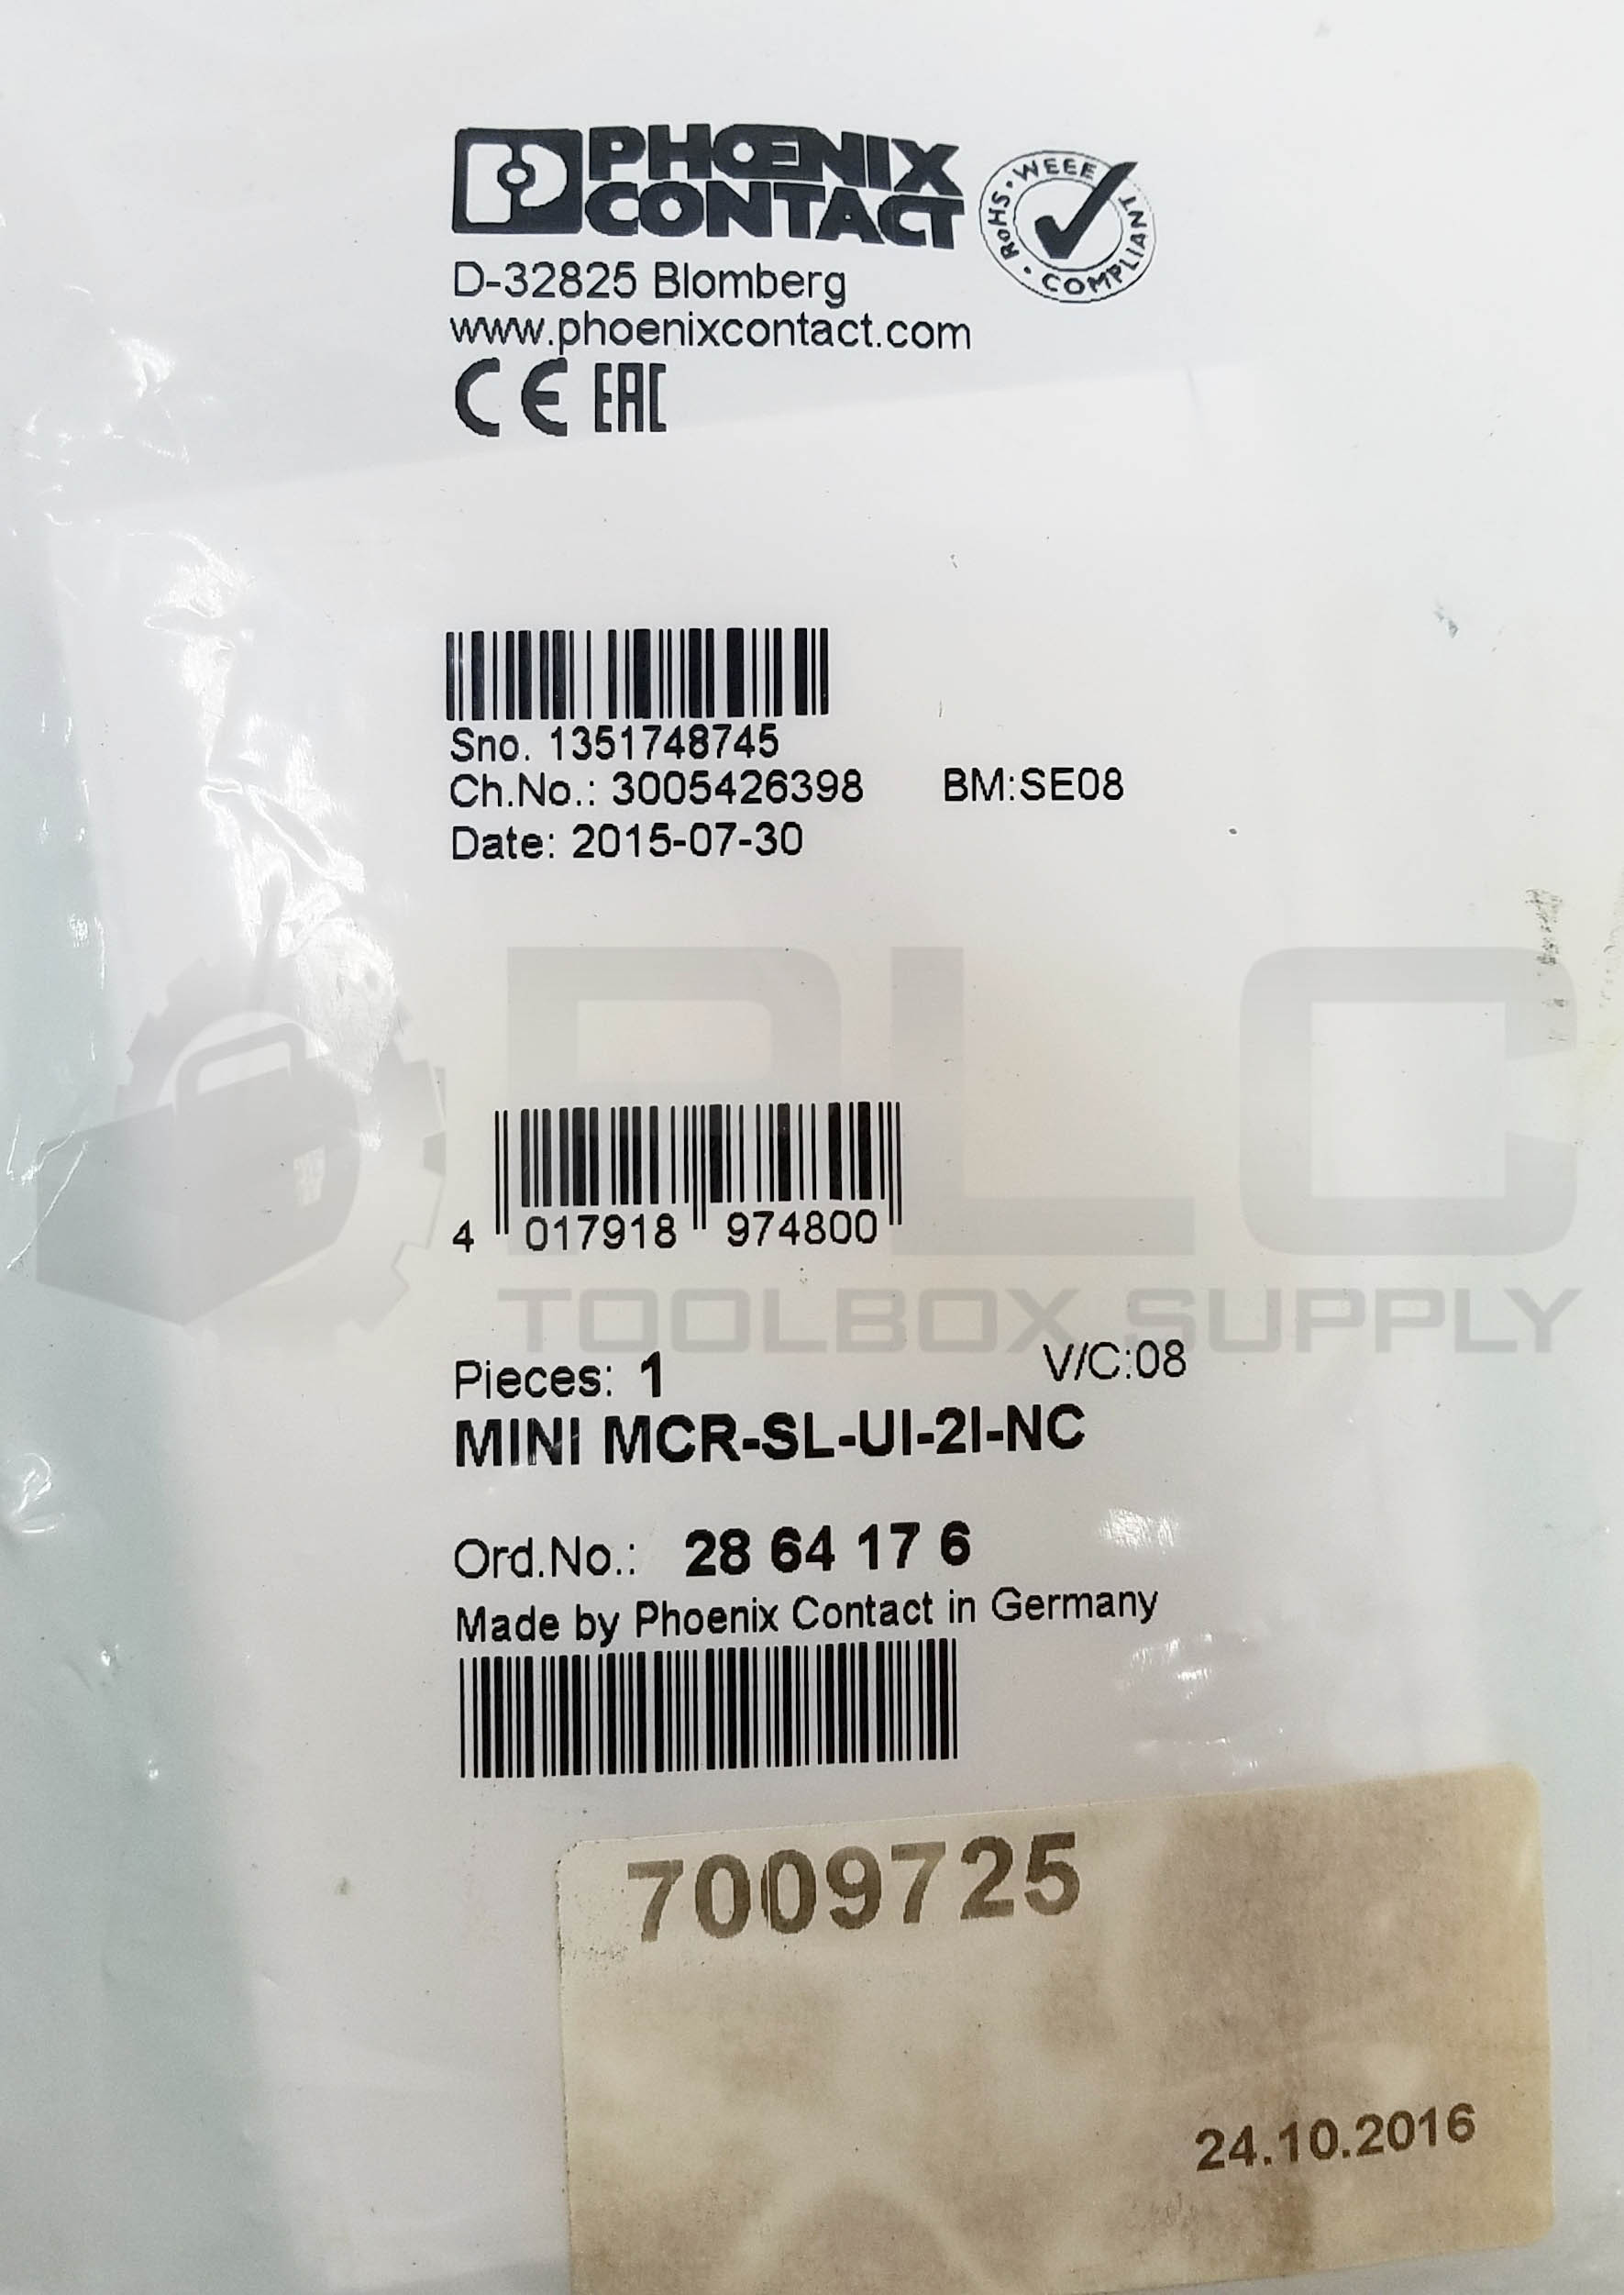 PHOENIX
CONTACT
RoHS · WEEE · COMPLIANT
D-32825 Blomberg
www.phoenixcontact.com
CE EAC
Sno. 1351748745
Ch.No.: 3005426398 BM:SE08
Date: 2015-07-30
PLC
4 017918 974800
TOOLBOX SUPPLY
Pieces: 1 V/C:08
MINI MCR-SL-UI-2I-NC
Ord.No.: 28 64 17 6
Made by Phoenix Contact in Germany
7009725
24.10.2016